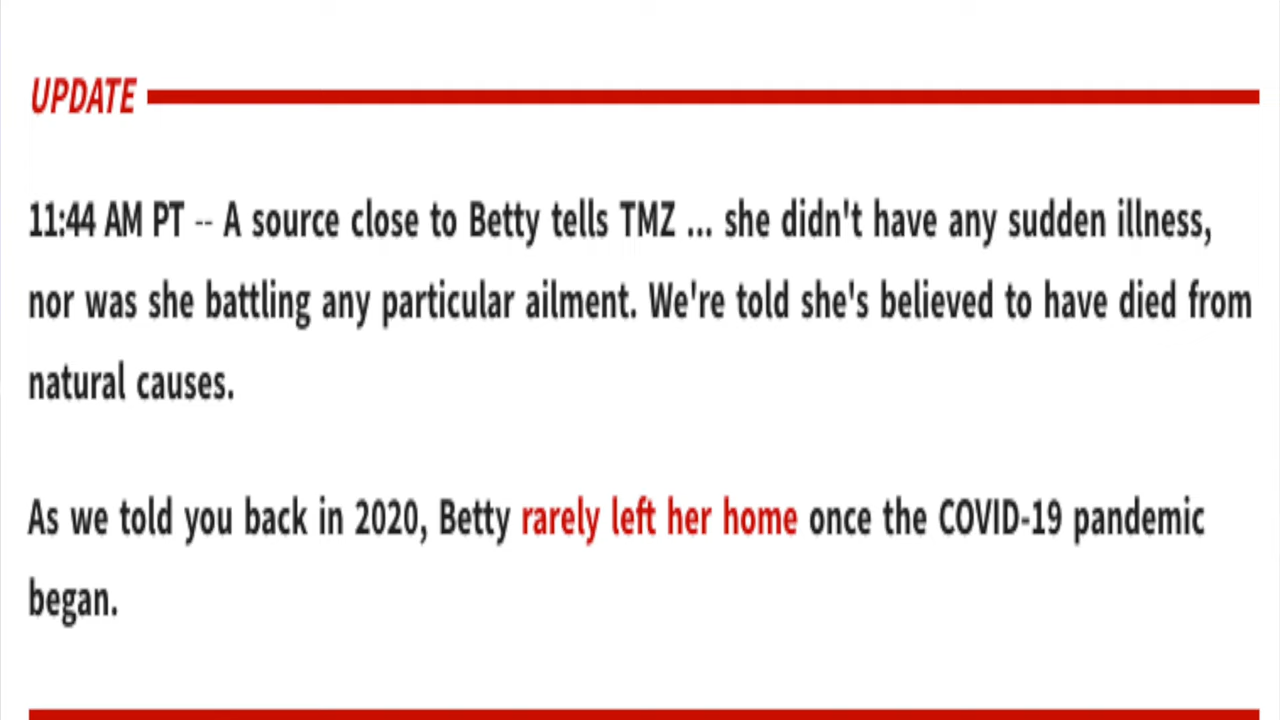 UPDATE
11:44 AM PT -- A source close to Betty tells TMZ ... she didn't have any sudden illness,
nor was she battling any particular ailment. We're told she's believed to have died from
natural causes.
As we told you back in 2020, Betty rarely left her home once the COVID-19 pandemic
began.